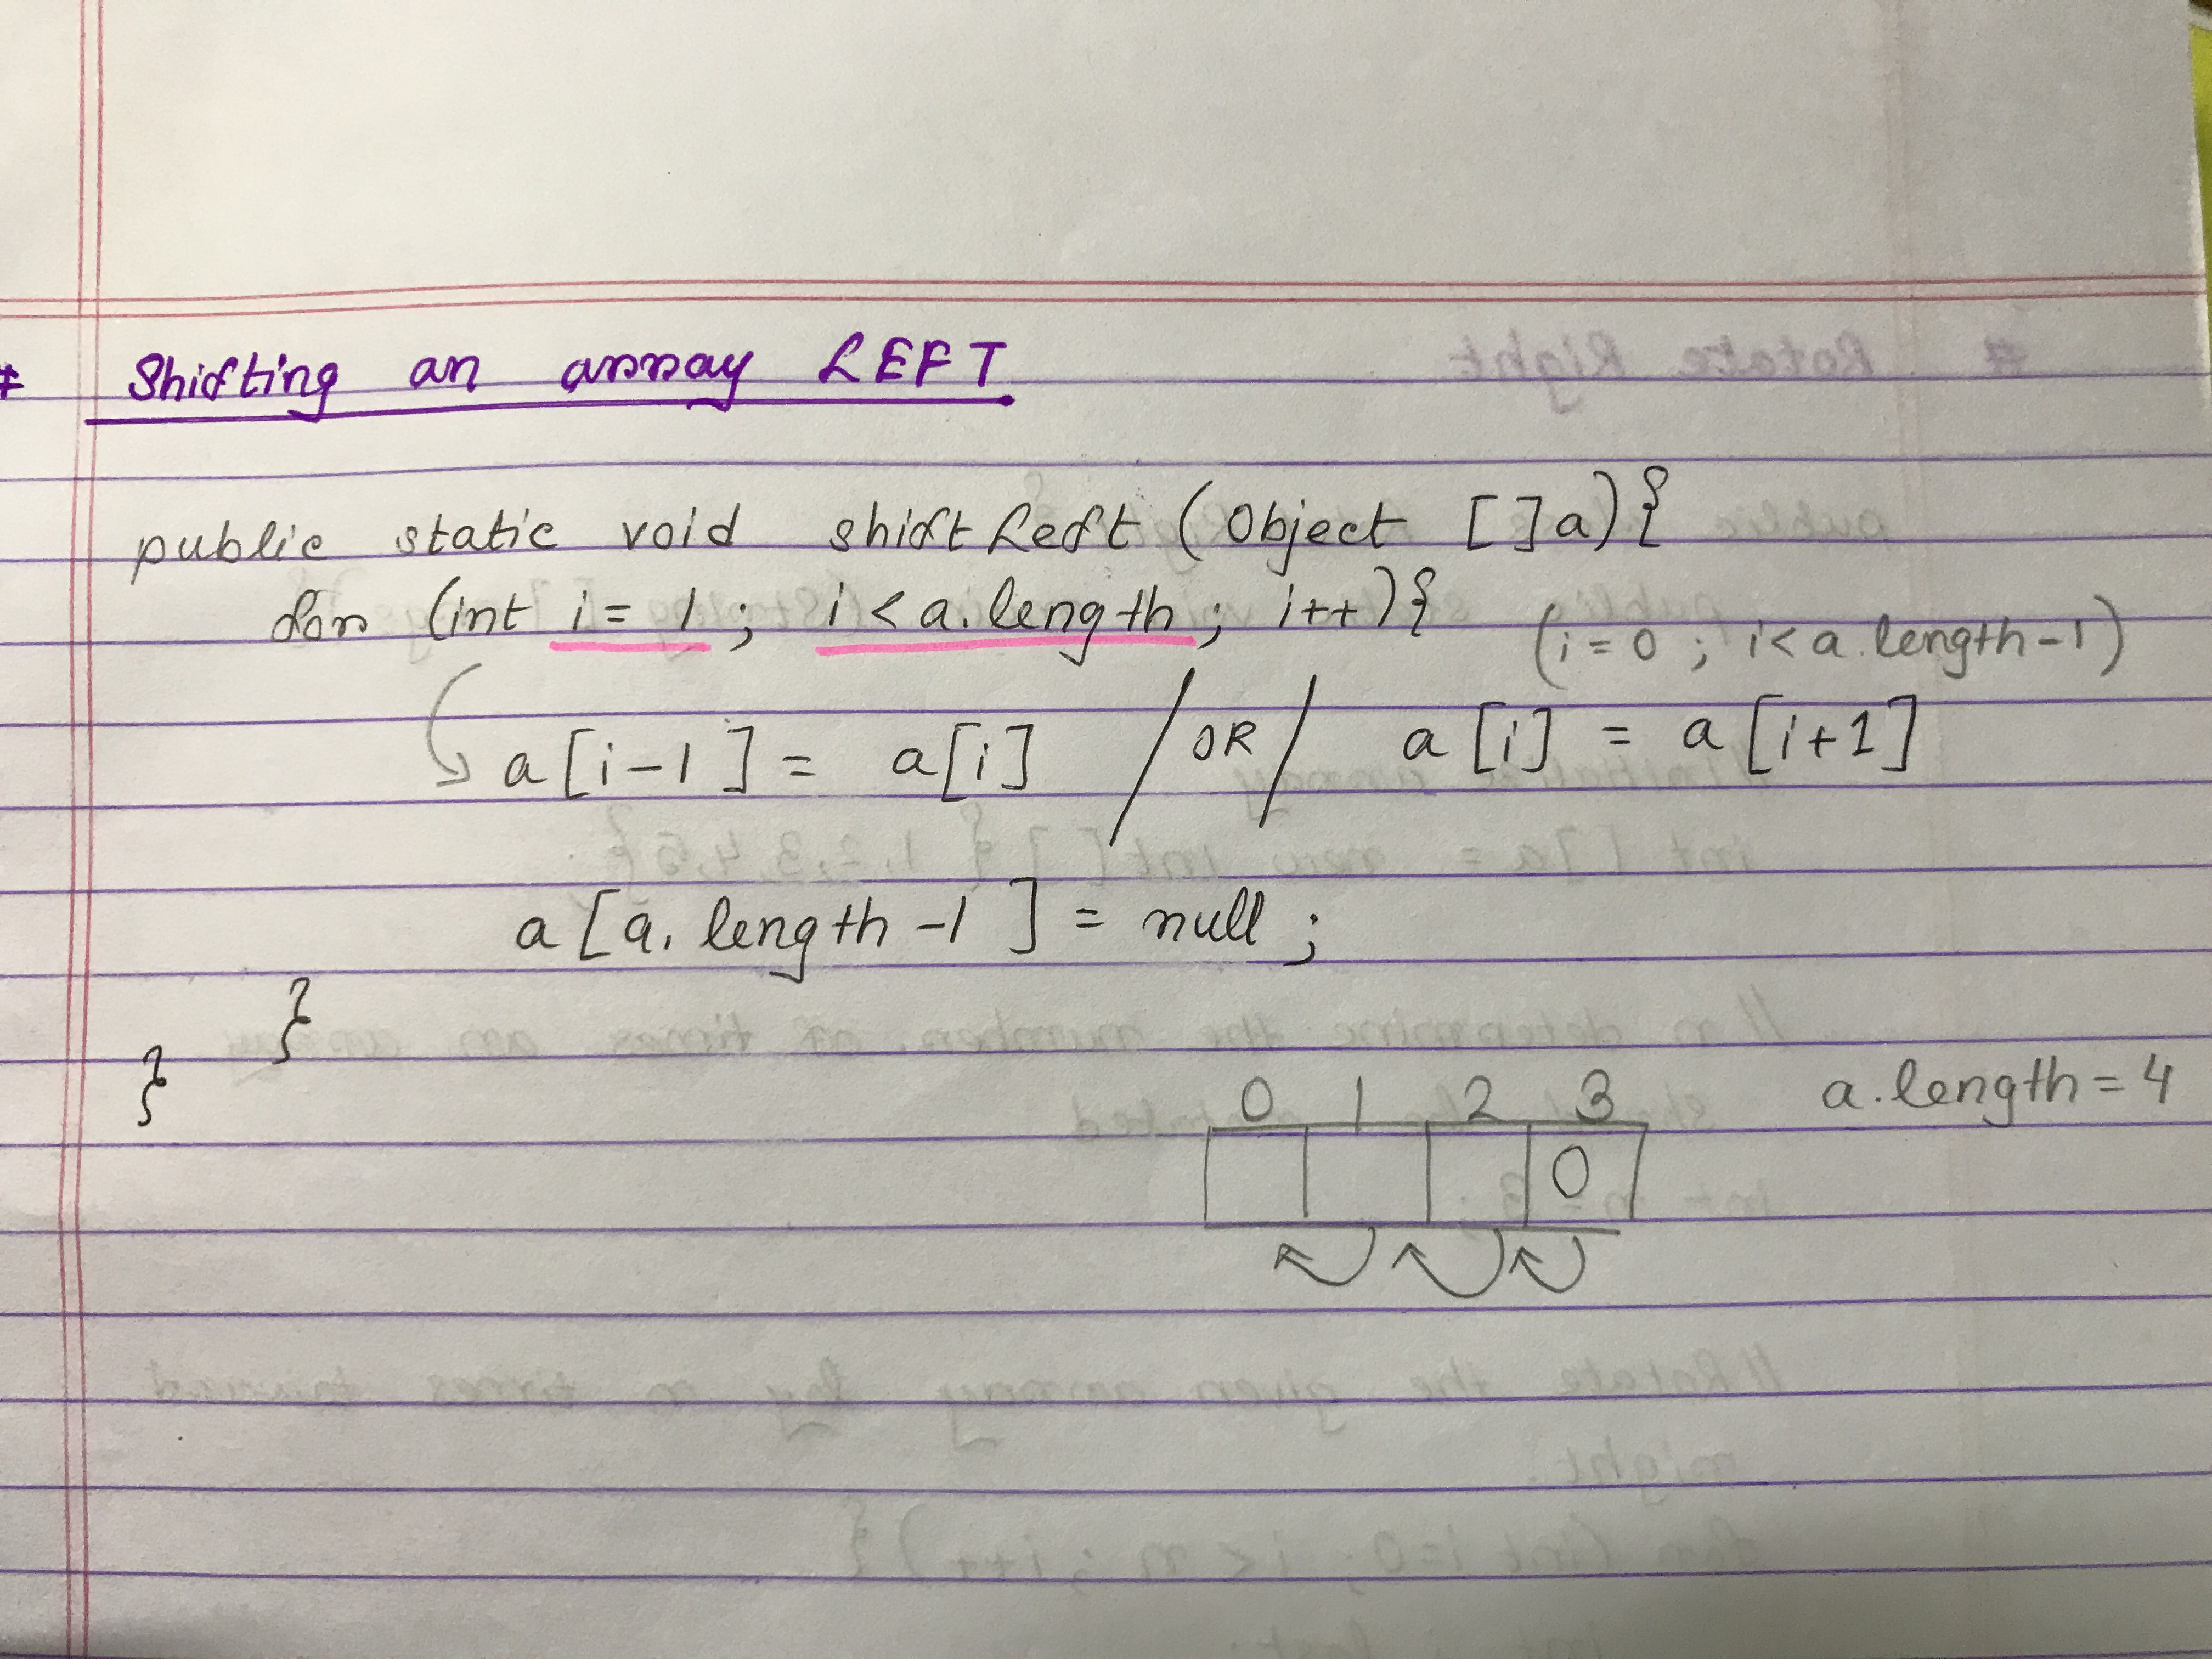 # Shifting an array LEFT
public static void shiftLeft (Object []a){
for (int i = 1 ; i < a.length ; i++){
(i = 0 ; i < a.length-1)
a[i-1] = a[i] / OR / a[i] = a[i+1]
a[a.length-1] = null ;
}
}
0 1 2 3 a.length = 4
0